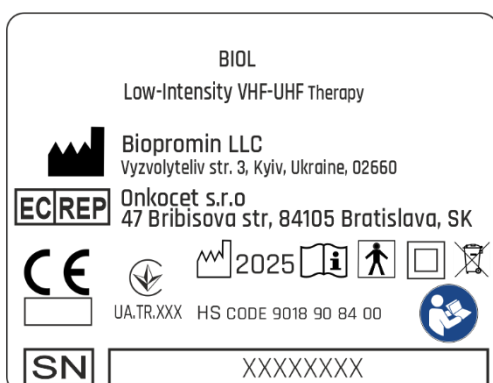 BIOL
Low-Intensity VHF-UHF Therapy
Biopromin LLC
Vyzvolyteliv str. 3, Kyiv, Ukraine, 02660
EC REP
Onkocet s.r.o
47 Bribisova str, 84105 Bratislava, SK
CE
2025
i
UA.TR.XXX
HS CODE 9018 90 84 00
SN
XXXXXXXX